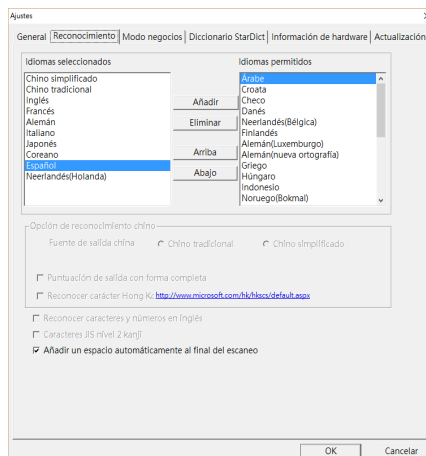 Ajustes
General Reconocimiento Modo negocios Diccionario StarDict Información de hardware Actualización
Idiomas seleccionados
Chino simplificado
Chino tradicional
Inglés
Francés
Alemán
Italiano
Japonés
Coreano
Español
Neerlandés(Holanda)
Añadir
Eliminar
Arriba
Abajo
Idiomas permitidos
Árabe
Croata
Checo
Danés
Neerlandés(Bélgica)
Finlandés
Alemán(Luxemburgo)
Alemán(nueva ortografía)
Griego
Húngaro
Indonesio
Noruego(Bokmal)
Opción de reconocimiento chino
Fuente de salida china Chino tradicional Chino simplificado
Puntuación de salida con forma completa
Reconocer carácter Hong Kc http://www.microsoft.com/hk/hkscs/default.aspx
Reconocer caracteres y números en inglés
Caracteres JIS nivel 2 kanji
Añadir un espacio automáticamente al final del escaneo
OK Cancelar